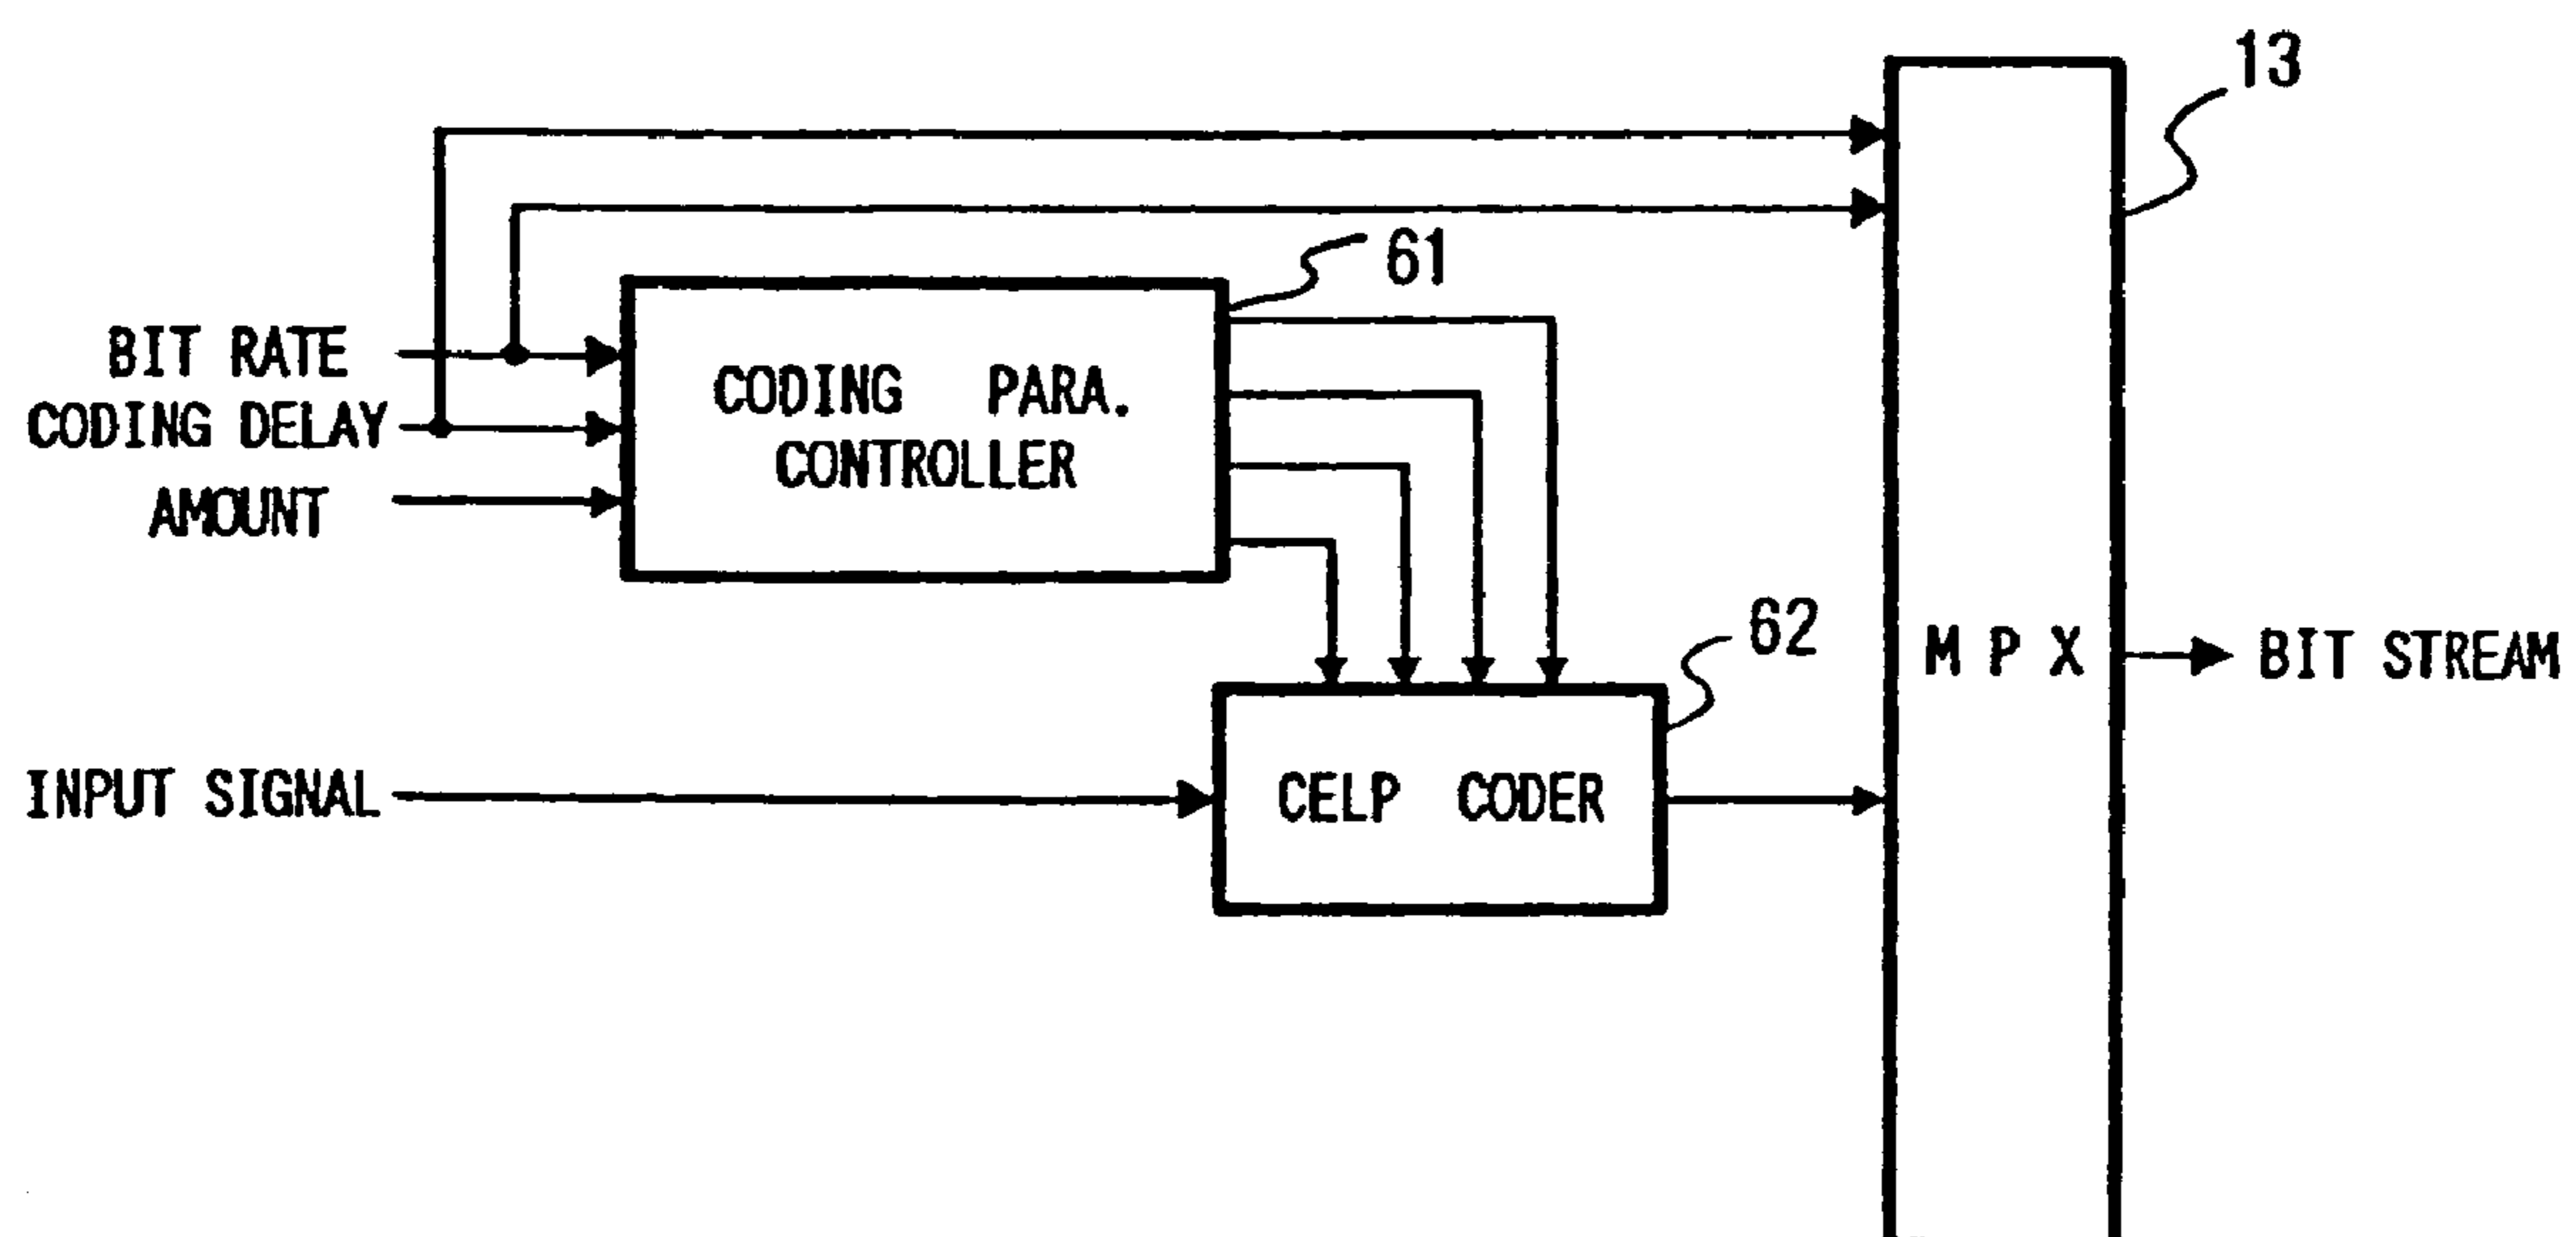 13
61
BIT RATE
CODING DELAY
AMOUNT
CODING PARA.
CONTROLLER
62
M P X
BIT STREAM
INPUT SIGNAL
CELP CODER